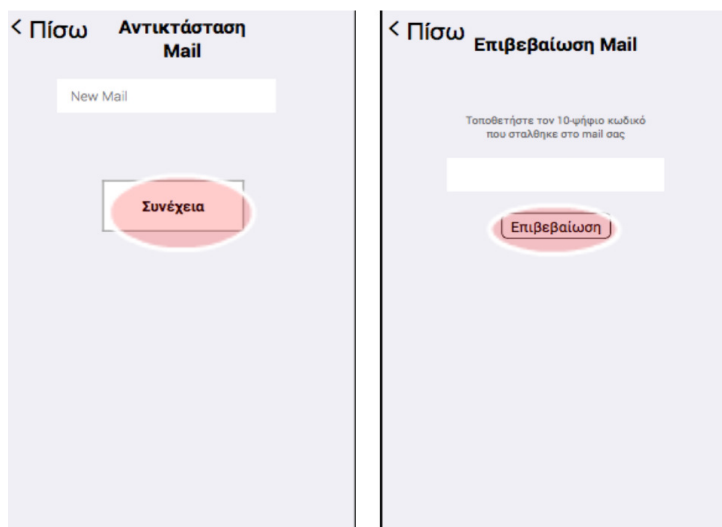 < Πίσω
Αντικτάσταση
Mail
New Mail
Συνέχεια
< Πίσω
Επιβεβαίωση Mail
Τοποθετήστε τον 10-ψήφιο κωδικό
που σταλθηκε στο mail σας
Επιβεβαίωση